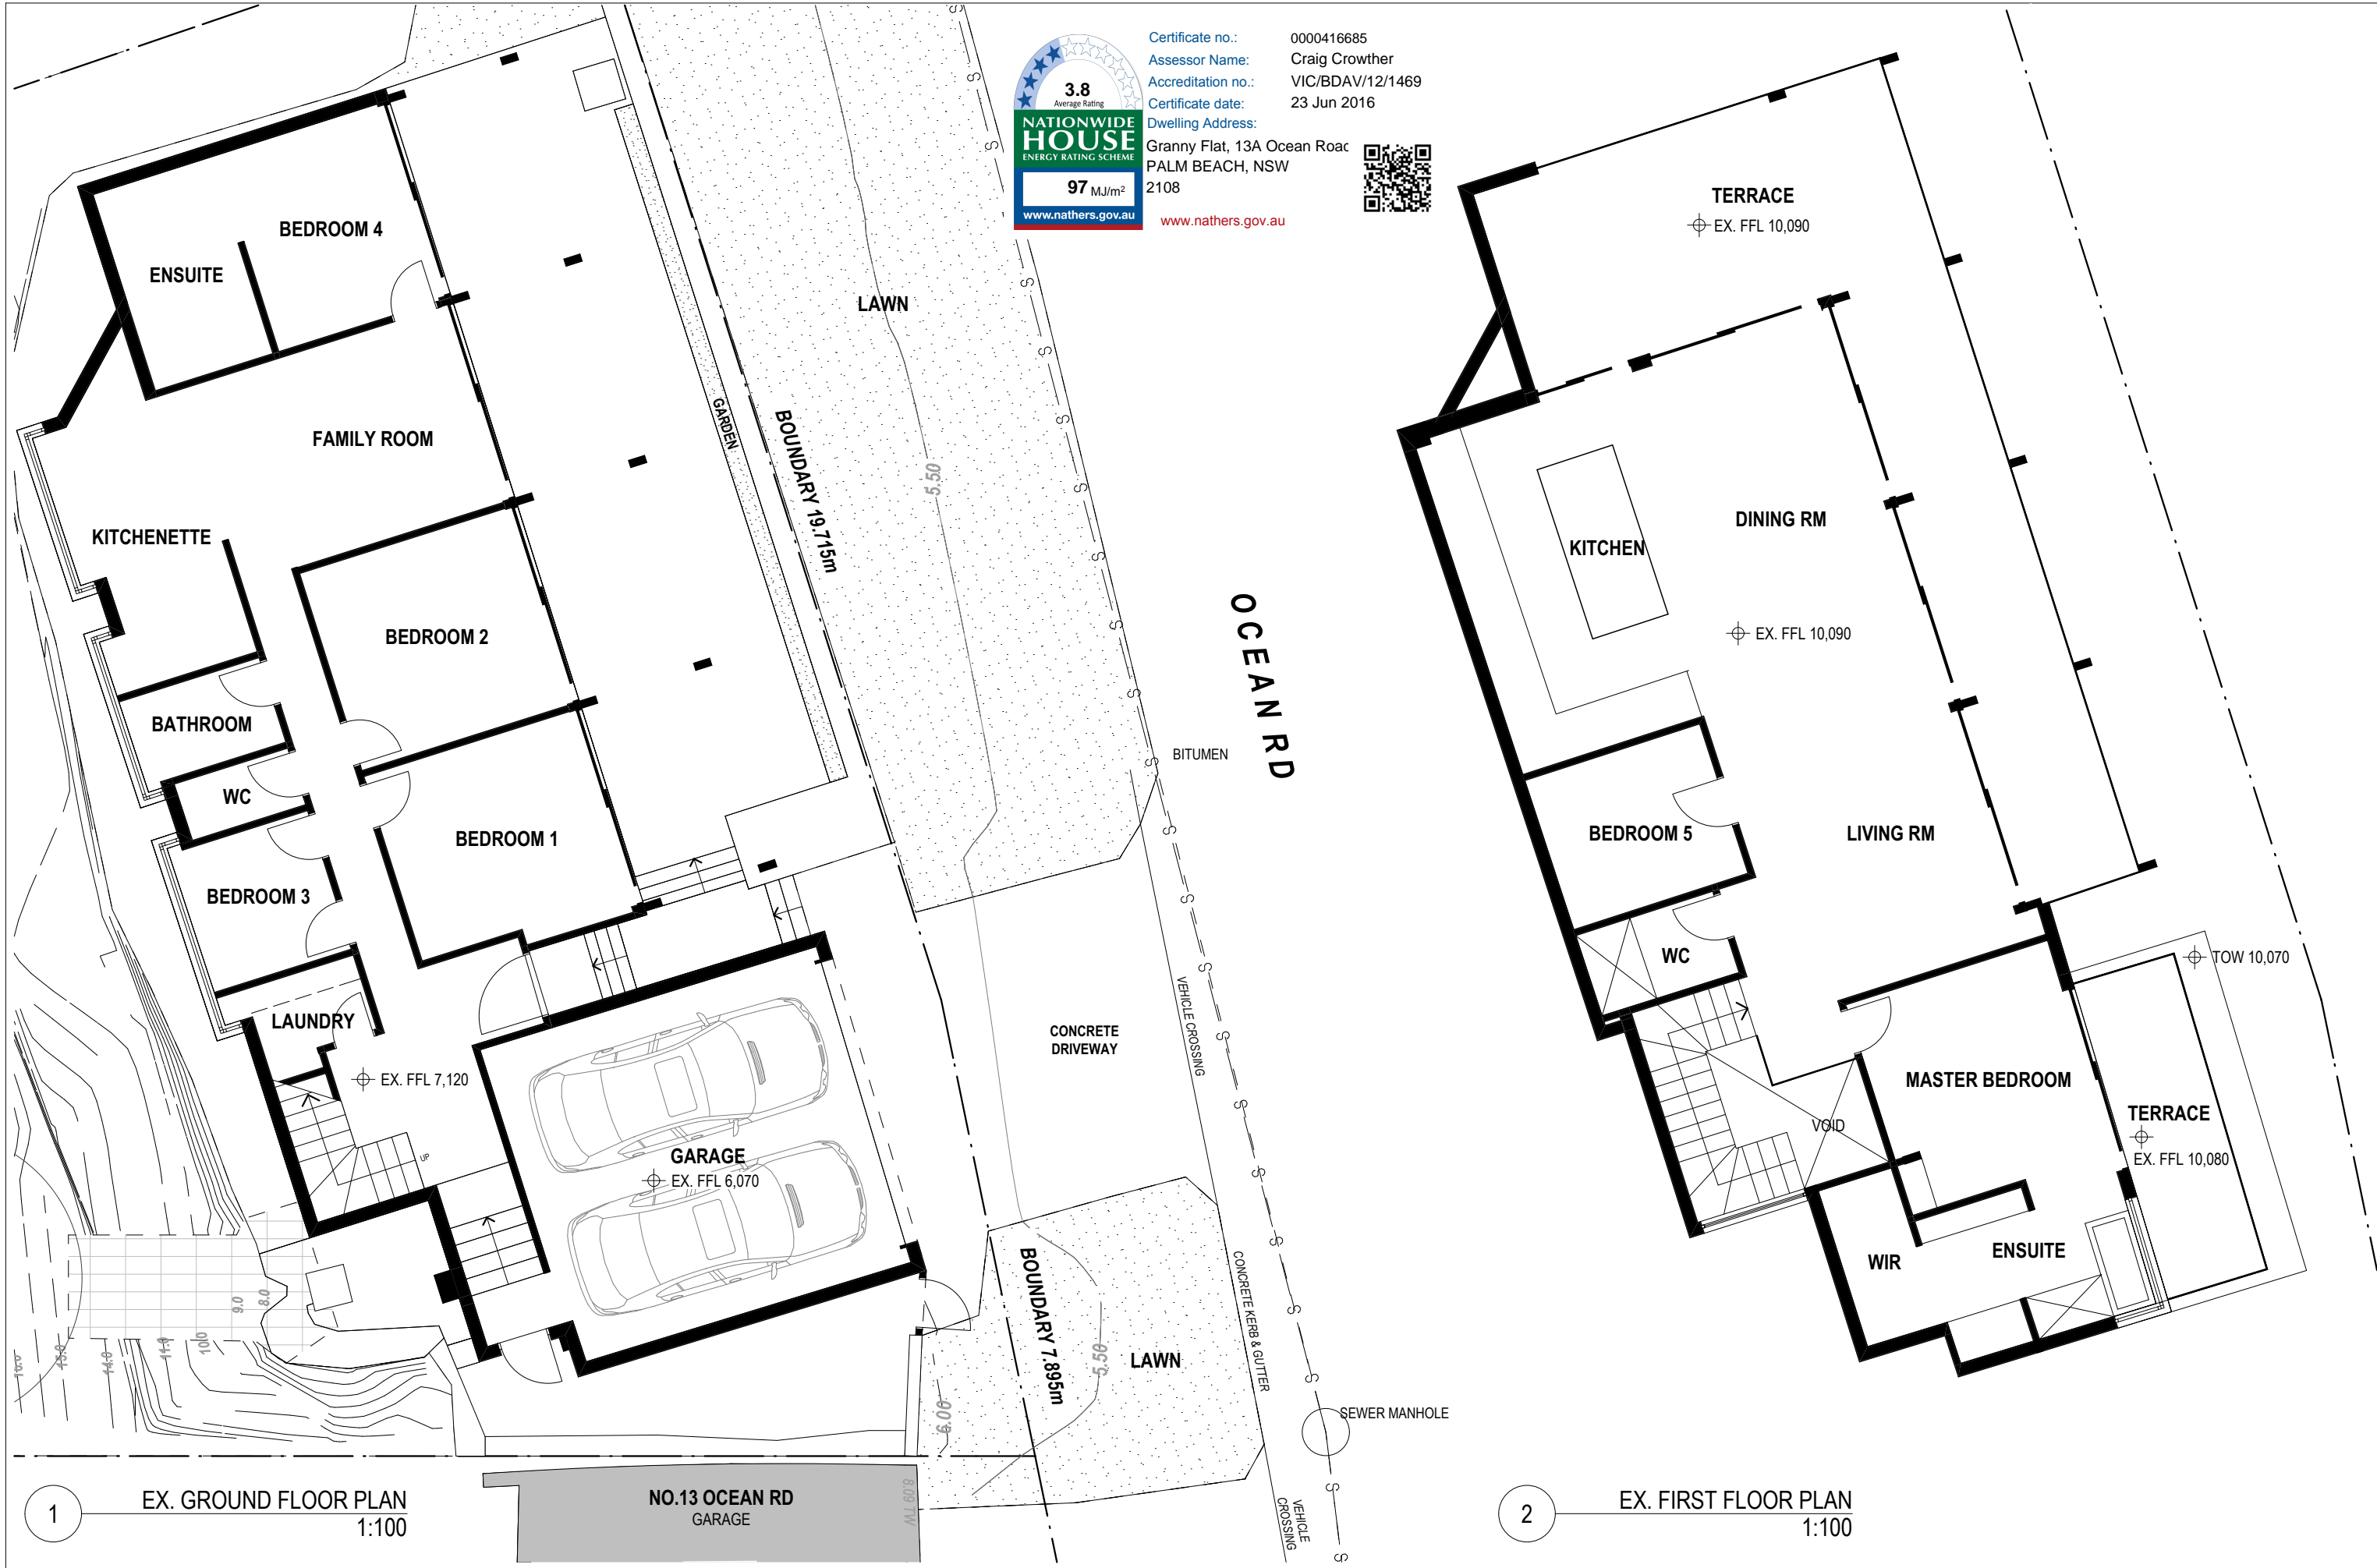 Certificate no.: 0000416685
Assessor Name: Craig Crowther
Accreditation no.: VIC/BDAV/12/1469
Certificate date: 23 Jun 2016
Dwelling Address:
Granny Flat, 13A Ocean Road
PALM BEACH, NSW
2108
www.nathers.gov.au
3.8
Average Rating
NATIONWIDE
HOUSE
ENERGY RATING SCHEME
97 MJ/m²
www.nathers.gov.au
BEDROOM 4
ENSUITE
FAMILY ROOM
KITCHENETTE
BEDROOM 2
BATHROOM
WC
BEDROOM 1
BEDROOM 3
LAUNDRY
EX. FFL 7,120
UP
GARAGE
EX. FFL 6,070
GARDEN
BOUNDARY 19.715m
LAWN
5.50
OCEAN RD
BITUMEN
VEHICLE CROSSING
CONCRETE
DRIVEWAY
BOUNDARY 7.895m
5.50
LAWN
6.00
CONCRETE KERB & GUTTER
SEWER MANHOLE
VEHICLE
CROSSING
14.0
11.0
10.0
9.0
8.0
NO.13 OCEAN RD
GARAGE
1
EX. GROUND FLOOR PLAN
1:100
TERRACE
EX. FFL 10,090
DINING RM
KITCHEN
EX. FFL 10,090
BEDROOM 5
LIVING RM
WC
TOW 10,070
MASTER BEDROOM
VOID
TERRACE
EX. FFL 10,080
WIR
ENSUITE
2
EX. FIRST FLOOR PLAN
1:100